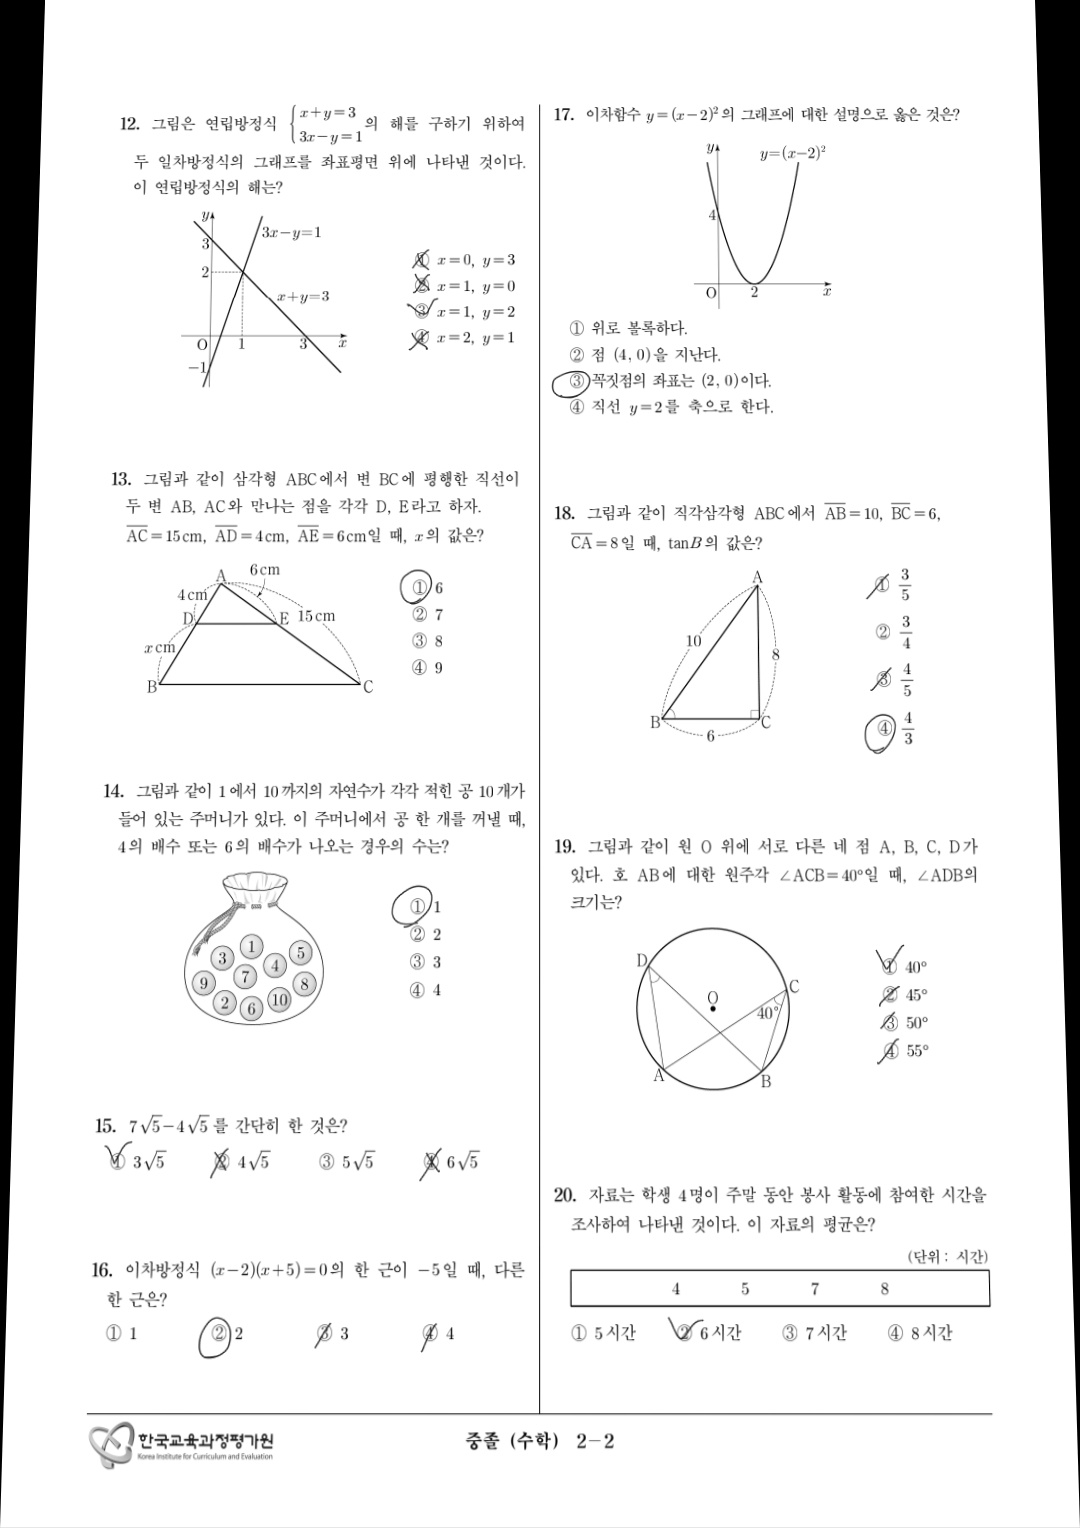 12. 그림은 연립방정식 { x+y=3
3x-y=1 의 해를 구하기 위하여
두 일차방정식의 그래프를 좌표평면 위에 나타낸 것이다.
이 연립방정식의 해는?
y
3
2
3x-y=1
x+y=3
O 1 3 x
-1
① x=0, y=3
② x=1, y=0
③ x=1, y=2
④ x=2, y=1
13. 그림과 같이 삼각형 ABC에서 변 BC에 평행한 직선이
두 변 AB, AC와 만나는 점을 각각 D, E라고 하자.
AC=15cm, AD=4cm, AE=6cm일 때, x의 값은?
A 6cm
4cm
D E 15cm
x cm
B C
① 6
② 7
③ 8
④ 9
14. 그림과 같이 1에서 10까지의 자연수가 각각 적힌 공 10개가
들어 있는 주머니가 있다. 이 주머니에서 공 한 개를 꺼낼 때,
4의 배수 또는 6의 배수가 나오는 경우의 수는?
3 1 5
9 7 4 8
2 6 10
① 1
② 2
③ 3
④ 4
15. 7√5-4√5를 간단히 한 것은?
① 3√5 ② 4√5 ③ 5√5 ④ 6√5
16. 이차방정식 (x-2)(x+5)=0의 한 근이 -5일 때, 다른
한 근은?
① 1 ② 2 ③ 3 ④ 4
17. 이차함수 y=(x-2)²의 그래프에 대한 설명으로 옳은 것은?
y y=(x-2)²
4
O 2 x
① 위로 볼록하다.
② 점 (4, 0)을 지난다.
③ 꼭짓점의 좌표는 (2, 0)이다.
④ 직선 y=2를 축으로 한다.
18. 그림과 같이 직각삼각형 ABC에서 AB=10, BC=6,
CA=8일 때, tanB의 값은?
A
10
8
B C
6
① 3/5
② 3/4
③ 4/5
④ 4/3
19. 그림과 같이 원 O 위에 서로 다른 네 점 A, B, C, D가
있다. 호 AB에 대한 원주각 ∠ACB=40°일 때, ∠ADB의
크기는?
D
O C
40°
A B
① 40°
② 45°
③ 50°
④ 55°
20. 자료는 학생 4명이 주말 동안 봉사 활동에 참여한 시간을
조사하여 나타낸 것이다. 이 자료의 평균은?
(단위: 시간)
4 5 7 8
① 5시간 ② 6시간 ③ 7시간 ④ 8시간
한국교육과정평가원
Korea Institute for Curriculum and Evaluation
중졸 (수학) 2-2